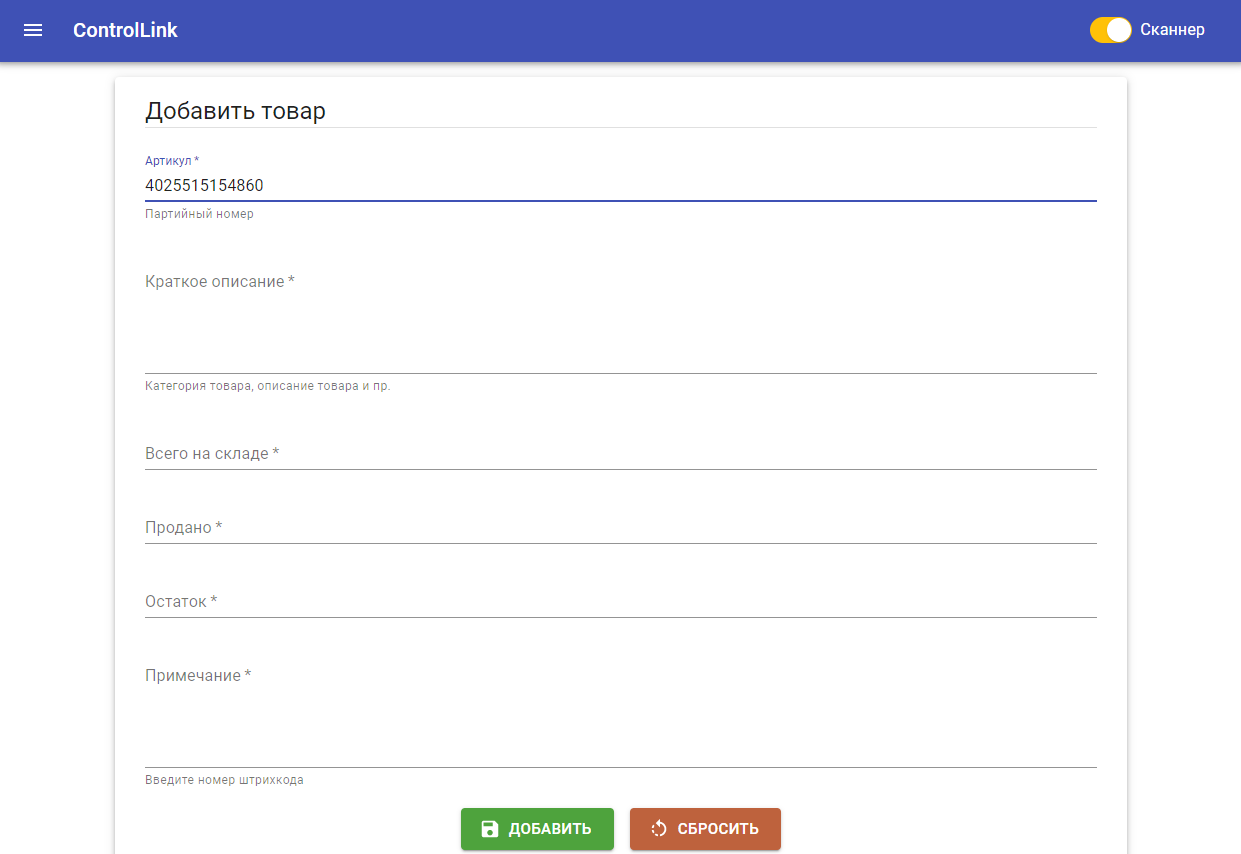 ControlLink
Сканнер
Добавить товар
Артикул *
4025515154860
Партийный номер
Краткое описание *
Категория товара, описание товара и пр.
Всего на складе *
Продано *
Остаток *
Примечание *
Введите номер штрихкода
ДОБАВИТЬ
СБРОСИТЬ